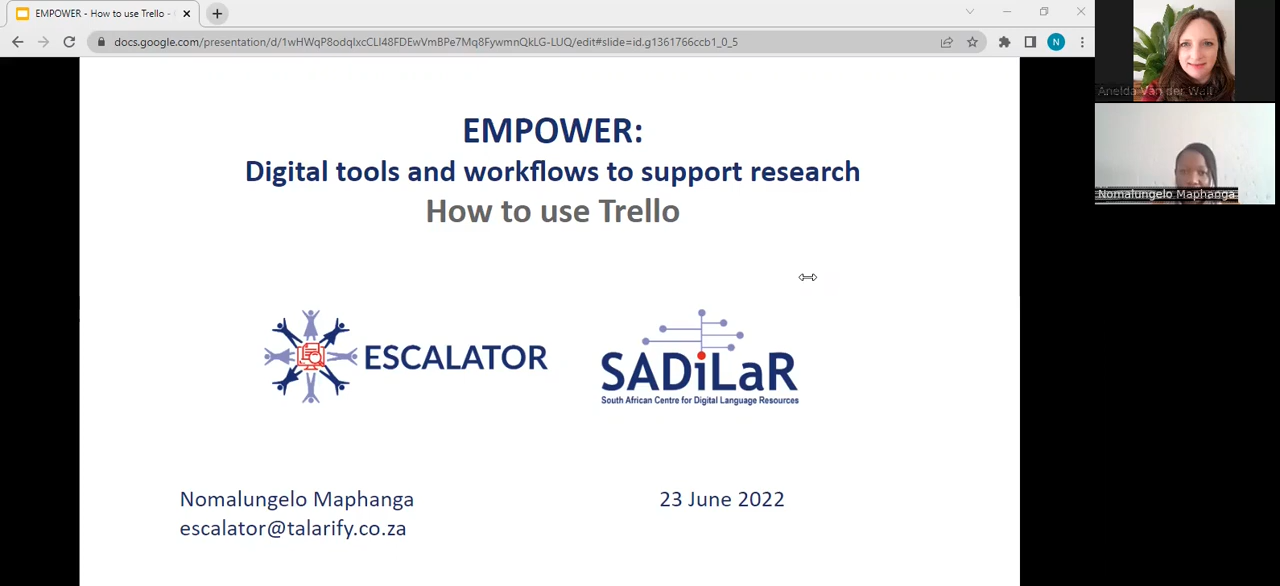 EMPOWER - How to use Trello -
docs.google.com/presentation/d/1wHWqP8odqIxcCLI48FDEwVmBPe7Mq8FywmnQkLG-LUQ/edit#slide=id.g1361766ccb1_0_5
N
Anelda Van der Walt
Nomalungelo Maphanga
EMPOWER:
Digital tools and workflows to support research
How to use Trello
ESCALATOR
SADiLaR
South African Centre for Digital Language Resources
Nomalungelo Maphanga
23 June 2022
escalator@talarify.co.za